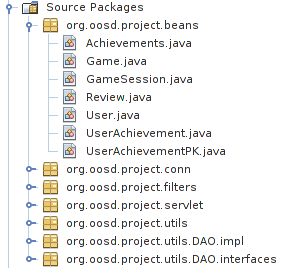 Source Packages
org.oosd.project.beans
Achievements.java
Game.java
GameSession.java
Review.java
User.java
UserAchievement.java
UserAchievementPK.java
org.oosd.project.conn
org.oosd.project.filters
org.oosd.project.servlet
org.oosd.project.utils
org.oosd.project.utils.DAO.impl
org.oosd.project.utils.DAO.interfaces